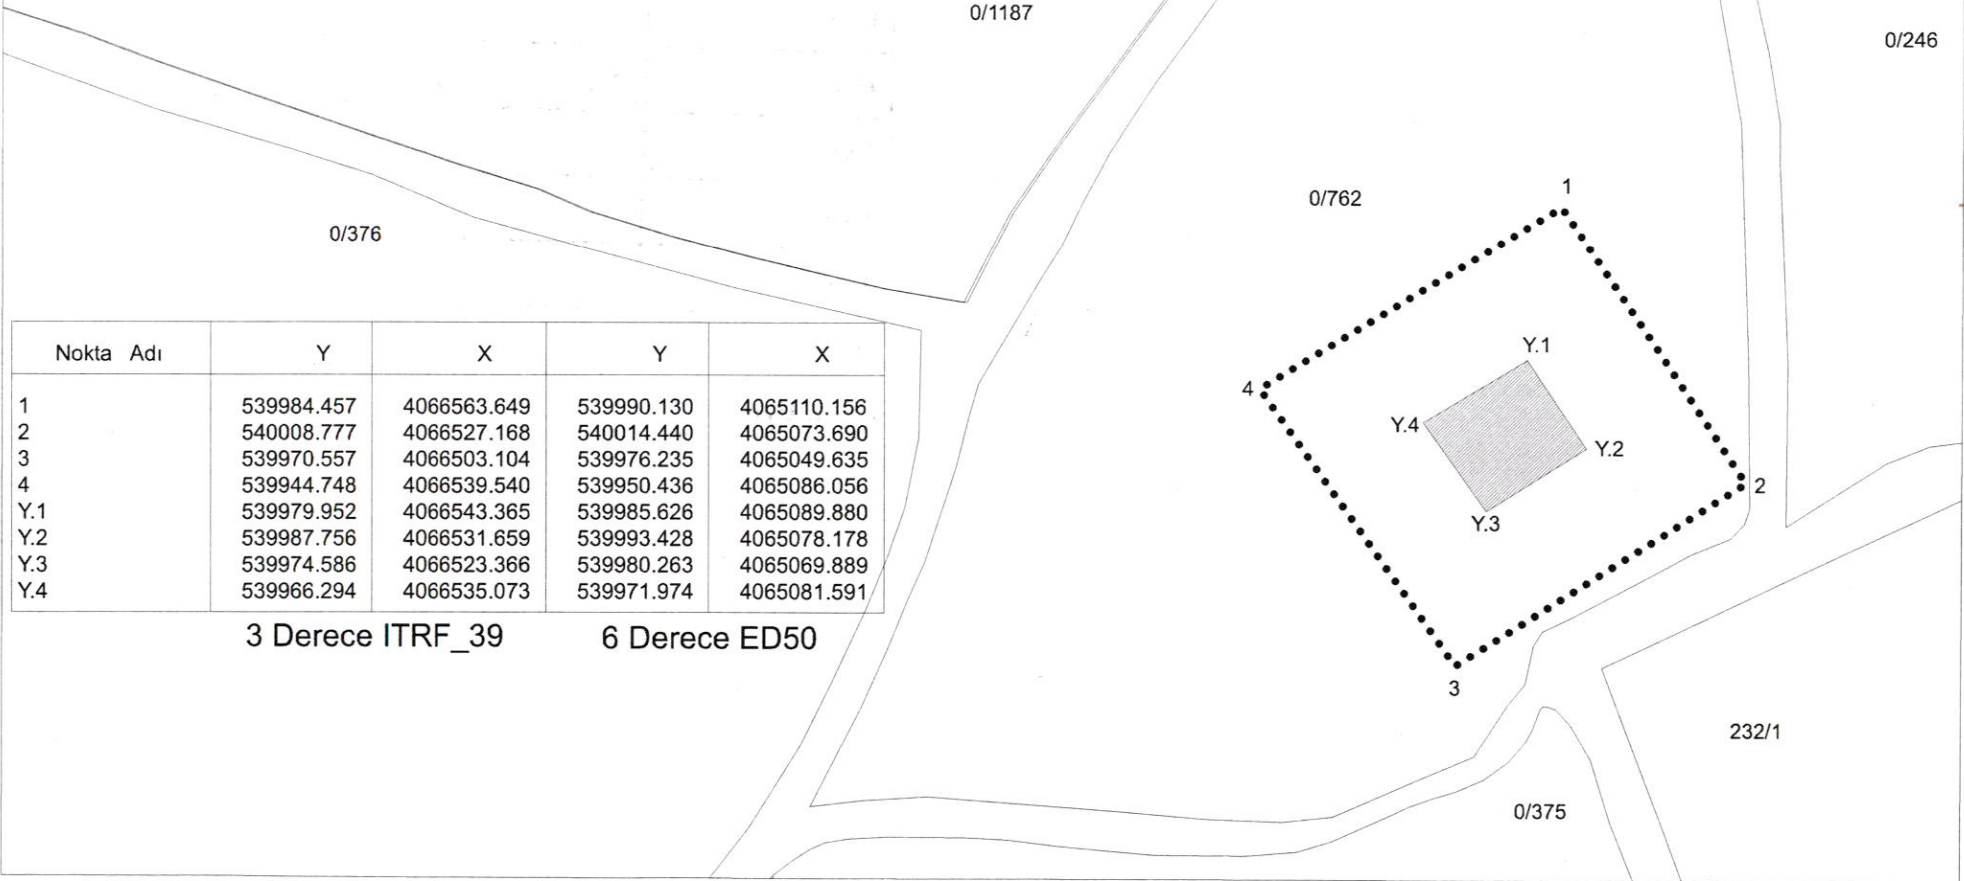 0/1187
0/246
0/762
1
0/376
Y.1
4
Y.4
Y.2
2
Y.3
3
232/1
0/375
Nokta Adı Y X Y X
1 539984.457 4066563.649 539990.130 4065110.156
2 540008.777 4066527.168 540014.440 4065073.690
3 539970.557 4066503.104 539976.235 4065049.635
4 539944.748 4066539.540 539950.436 4065086.056
Y.1 539979.952 4066543.365 539985.626 4065089.880
Y.2 539987.756 4066531.659 539993.428 4065078.178
Y.3 539974.586 4066523.366 539980.263 4065069.889
Y.4 539966.294 4066535.073 539971.974 4065081.591
3 Derece ITRF_39 6 Derece ED50